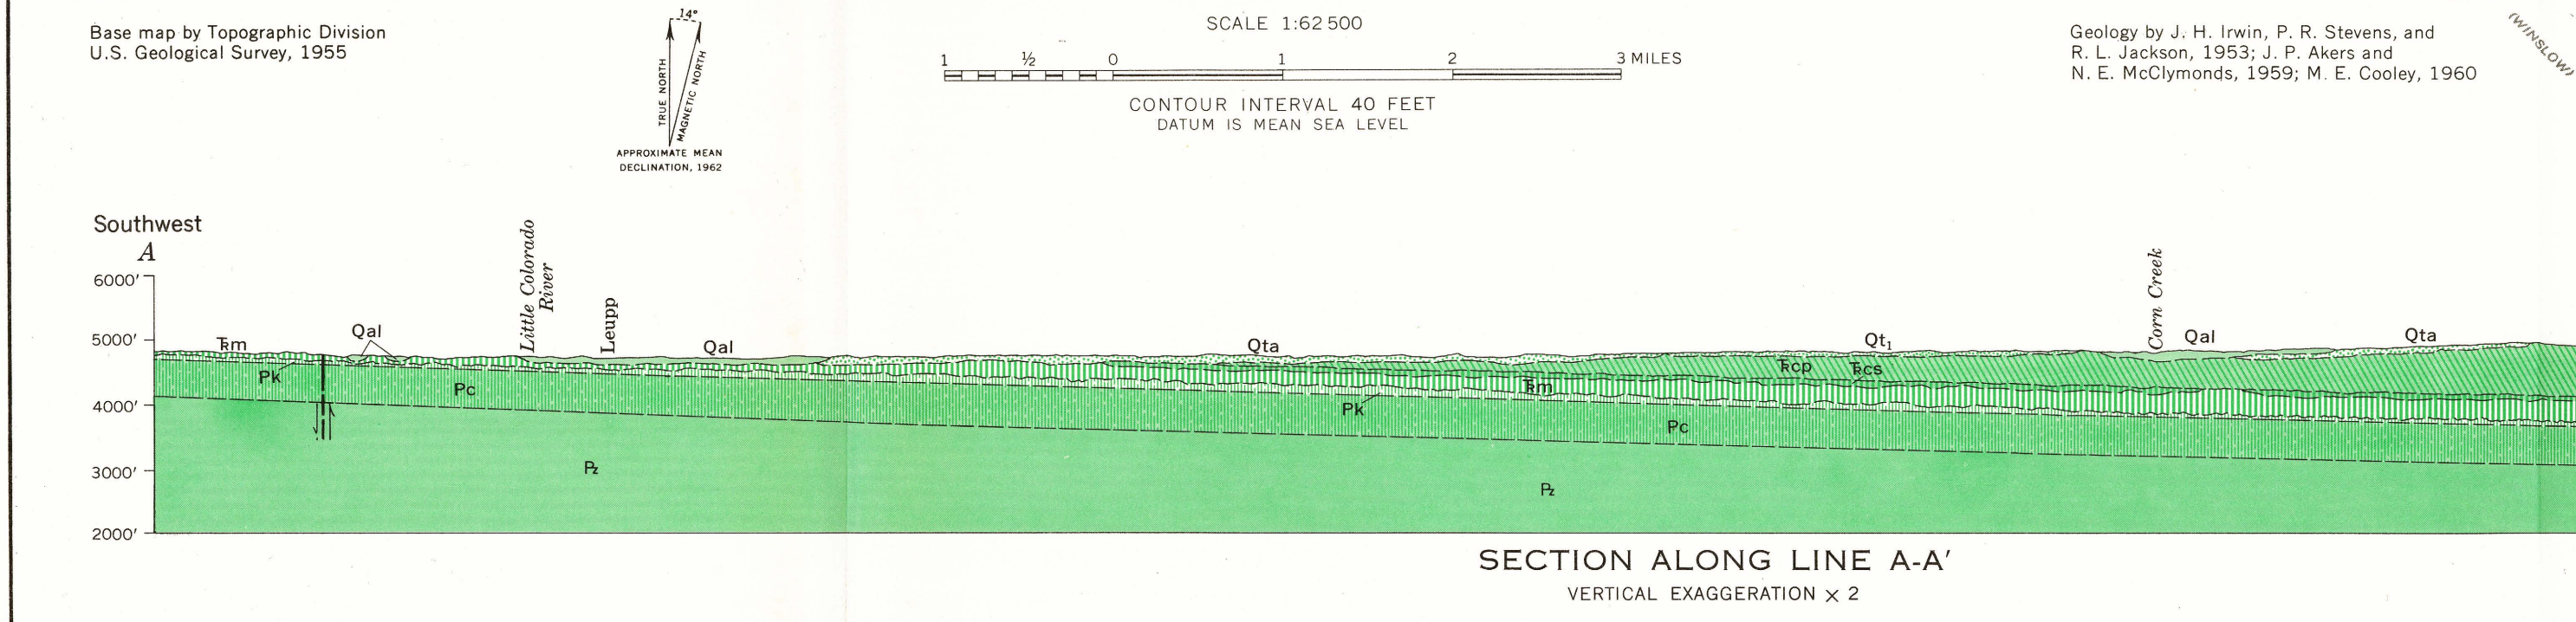 Base map by Topographic Division
U.S. Geological Survey, 1955
14°
TRUE NORTH
MAGNETIC NORTH
APPROXIMATE MEAN
DECLINATION, 1962
SCALE 1:62 500
1 ½ 0 1 2 3 MILES
CONTOUR INTERVAL 40 FEET
DATUM IS MEAN SEA LEVEL
Geology by J. H. Irwin, P. R. Stevens, and
R. L. Jackson, 1953; J. P. Akers and
N. E. McClymonds, 1959; M. E. Cooley, 1960
(WINSLOW)
Southwest
A
6000′
5000′
4000′
3000′
2000′
Little Colorado
River
Leupp
Corn Creek
Ꞧm
Qal
Qal
Qta
Qt1
Qal
Qta
Pk
Pc
Ꞧm
Ꞧcp
Ꞧcs
Pk
Pc
Pz
Pz
SECTION ALONG LINE A-A′
VERTICAL EXAGGERATION × 2